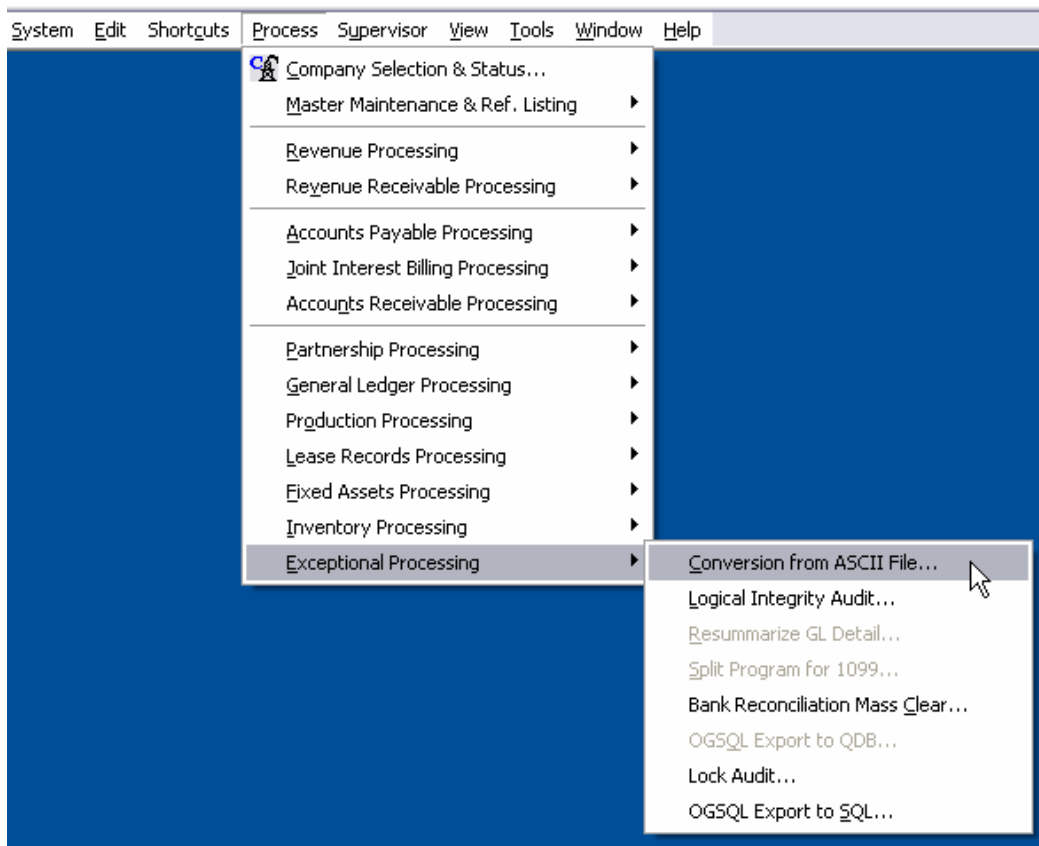 System Edit Shortcuts Process Supervisor View Tools Window Help
Company Selection & Status...
Master Maintenance & Ref. Listing
Revenue Processing
Revenue Receivable Processing
Accounts Payable Processing
Joint Interest Billing Processing
Accounts Receivable Processing
Partnership Processing
General Ledger Processing
Production Processing
Lease Records Processing
Fixed Assets Processing
Inventory Processing
Exceptional Processing
Conversion from ASCII File...
Logical Integrity Audit...
Resummarize GL Detail...
Split Program for 1099...
Bank Reconciliation Mass Clear...
OGSQL Export to QDB...
Lock Audit...
OGSQL Export to SQL...